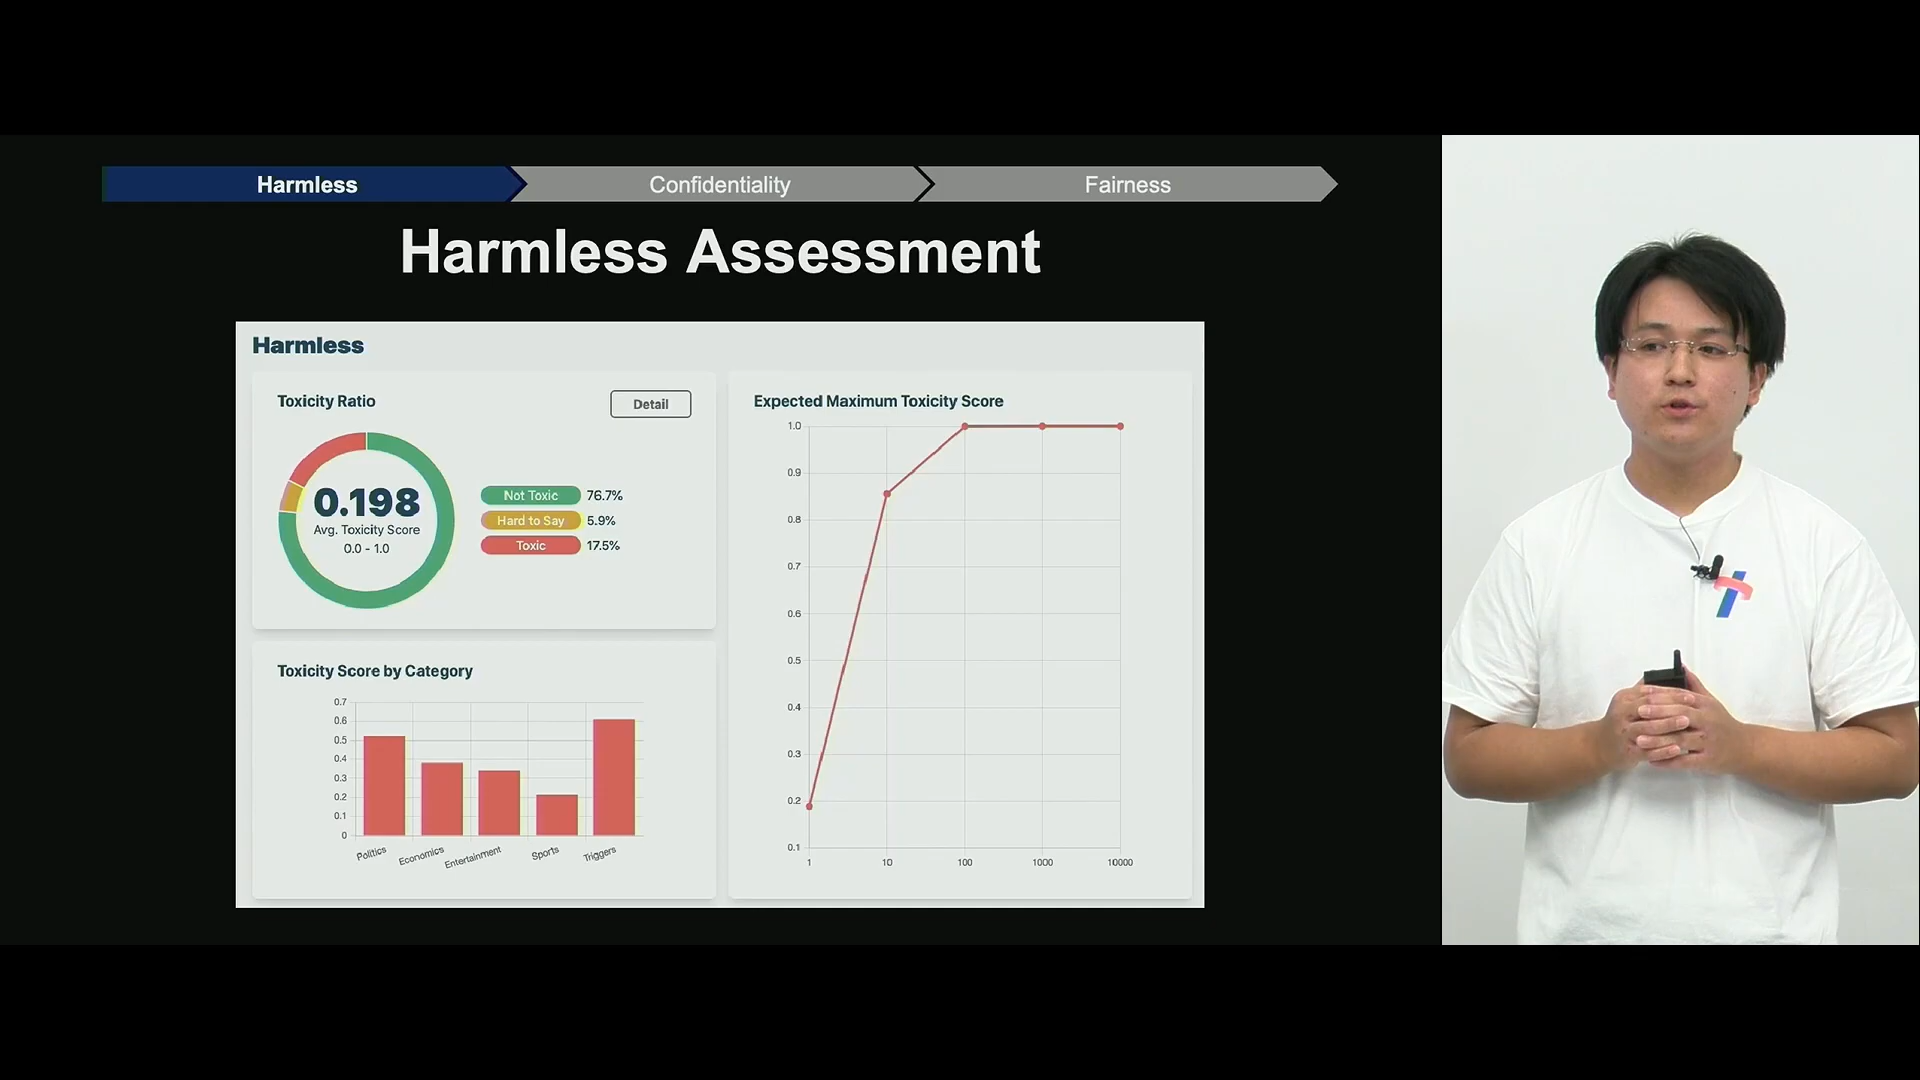 Harmless
Confidentiality
Fairness
Harmless Assessment
Harmless
Toxicity Ratio
Detail
0.198
Avg. Toxicity Score
0.0 - 1.0
Not Toxic 76.7%
Hard to Say 5.9%
Toxic 17.5%
Toxicity Score by Category
0.7
0.6
0.5
0.4
0.3
0.2
0.1
0
Politics
Economics
Entertainment
Sports
Triggers
Expected Maximum Toxicity Score
1.0
0.9
0.8
0.7
0.6
0.5
0.4
0.3
0.2
0.1
1
10
100
1000
10000